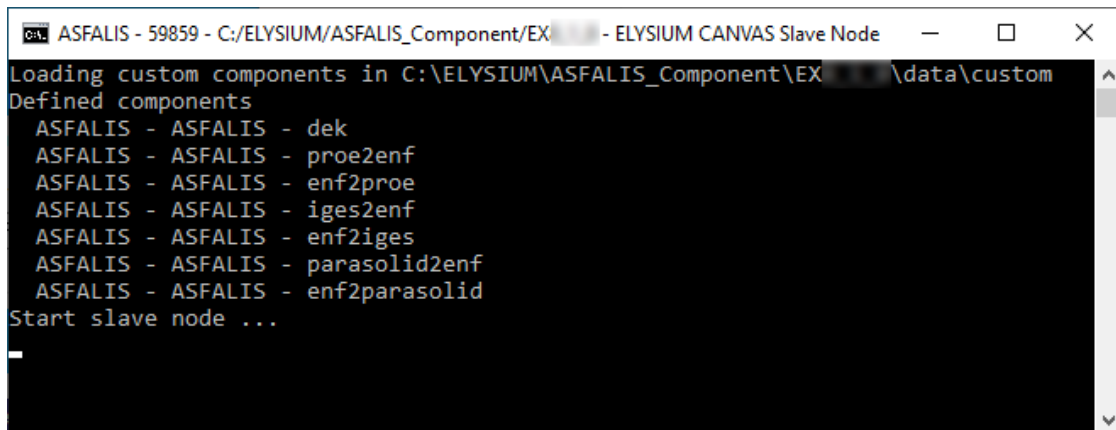 ASFALIS - 59859 - C:/ELYSIUM/ASFALIS_Component/EX - ELYSIUM CANVAS Slave Node
Loading custom components in C:\ELYSIUM\ASFALIS_Component\EX \data\custom
Defined components
ASFALIS - ASFALIS - dek
ASFALIS - ASFALIS - proe2enf
ASFALIS - ASFALIS - enf2proe
ASFALIS - ASFALIS - iges2enf
ASFALIS - ASFALIS - enf2iges
ASFALIS - ASFALIS - parasolid2enf
ASFALIS - ASFALIS - enf2parasolid
Start slave node ...